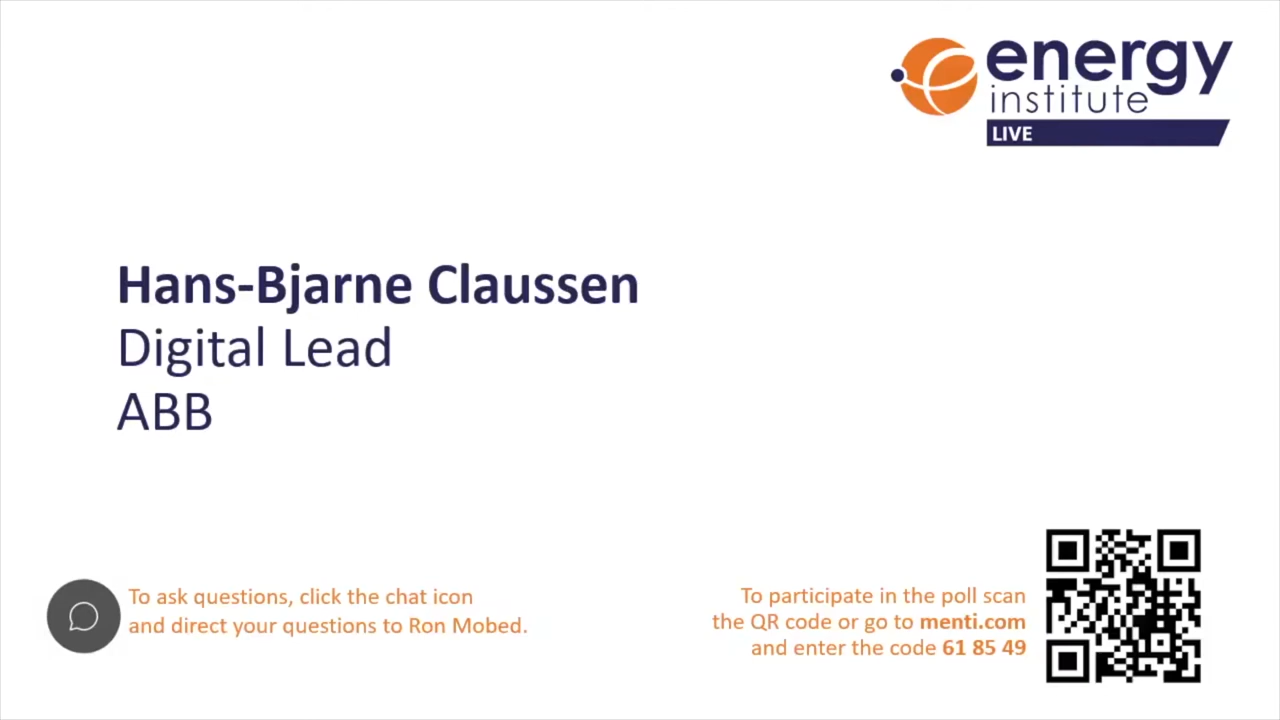 energy
institute
LIVE
Hans-Bjarne Claussen
Digital Lead
ABB
To ask questions, click the chat icon
and direct your questions to Ron Mobed.
To participate in the poll scan
the QR code or go to menti.com
and enter the code 61 85 49